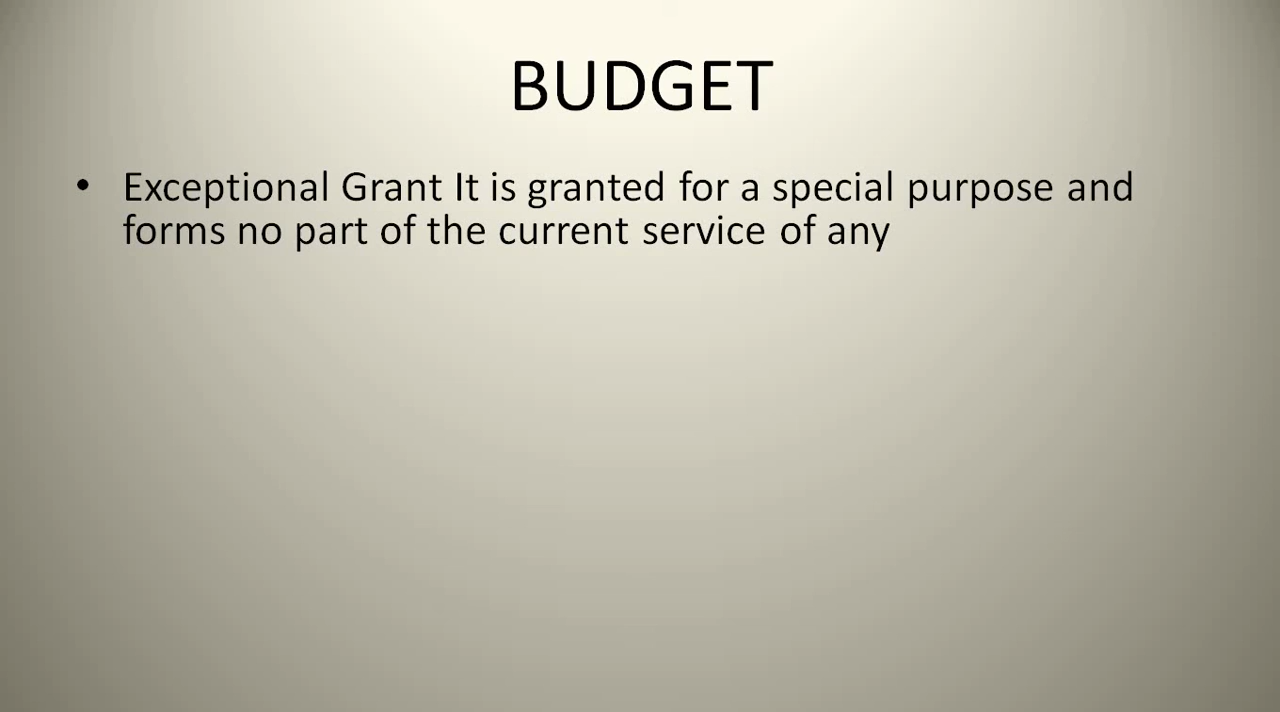 BUDGET
• Exceptional Grant It is granted for a special purpose and
forms no part of the current service of any